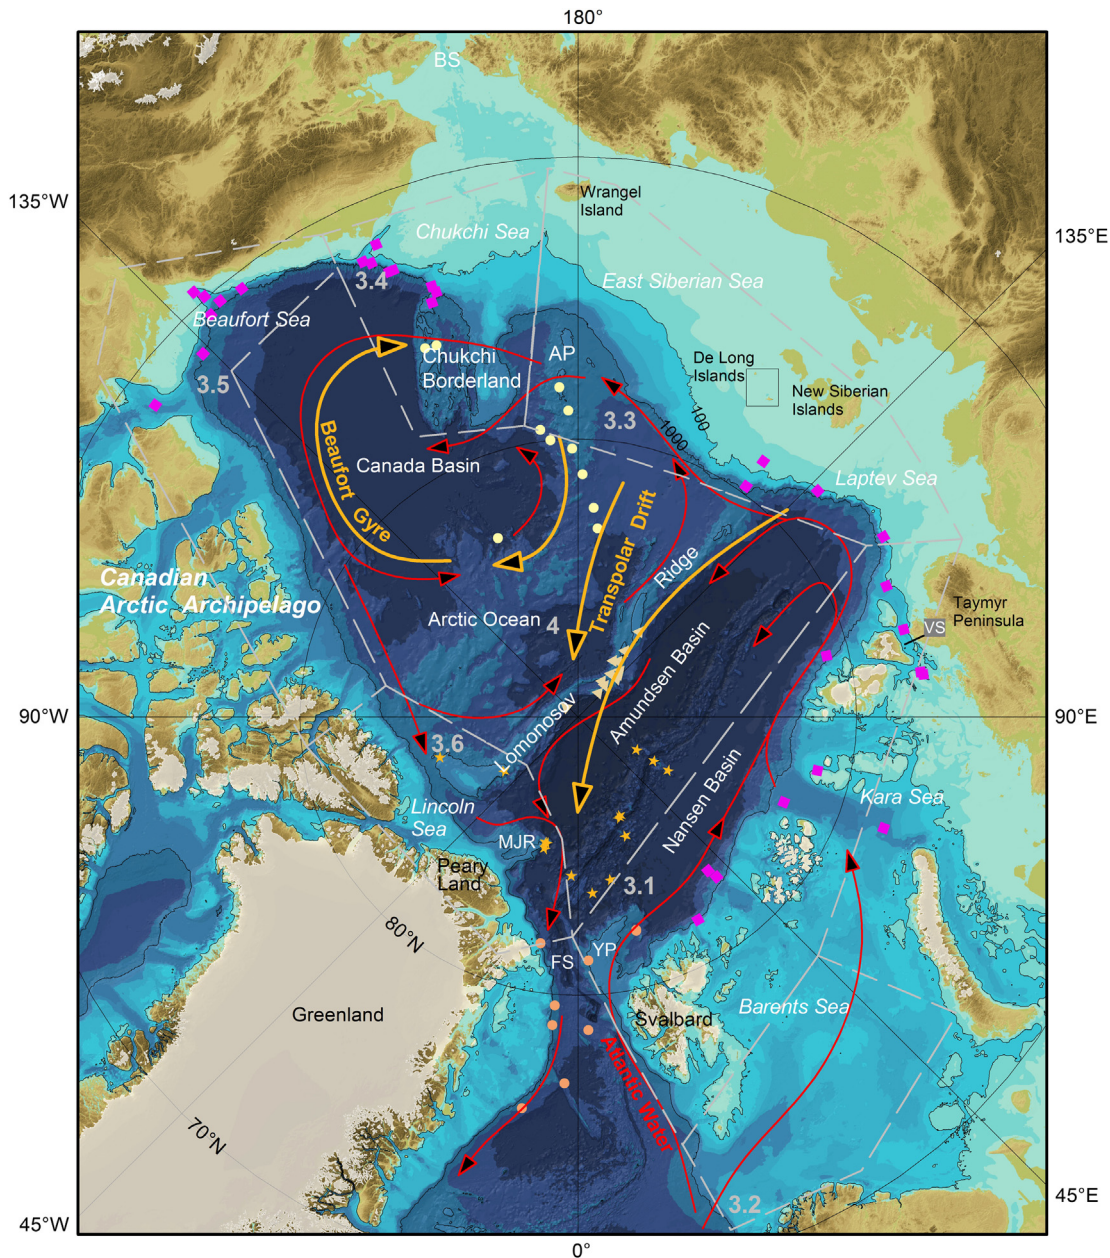 180°
BS
135°W
Wrangel
Island
Chukchi Sea
135°E
3.4
East Siberian Sea
Beaufort Sea
AP
Chukchi
Borderland
De Long
Islands
3.5
New Siberian
Islands
3.3
100
1000
Beaufort Gyre
Canada Basin
Laptev Sea
Transpolar Drift
Ridge
Canadian
Arctic Archipelago
Arctic Ocean
4
Taymyr
Peninsula
VS
Amundsen Basin
Lomonosov
90°W
90°E
3.6
Nansen Basin
Kara Sea
Lincoln
Sea
MJR
Peary
Land
3.1
80°N
FS
YP
Greenland
Svalbard
Barents Sea
Atlantic Water
70°N
3.2
45°W
45°E
0°